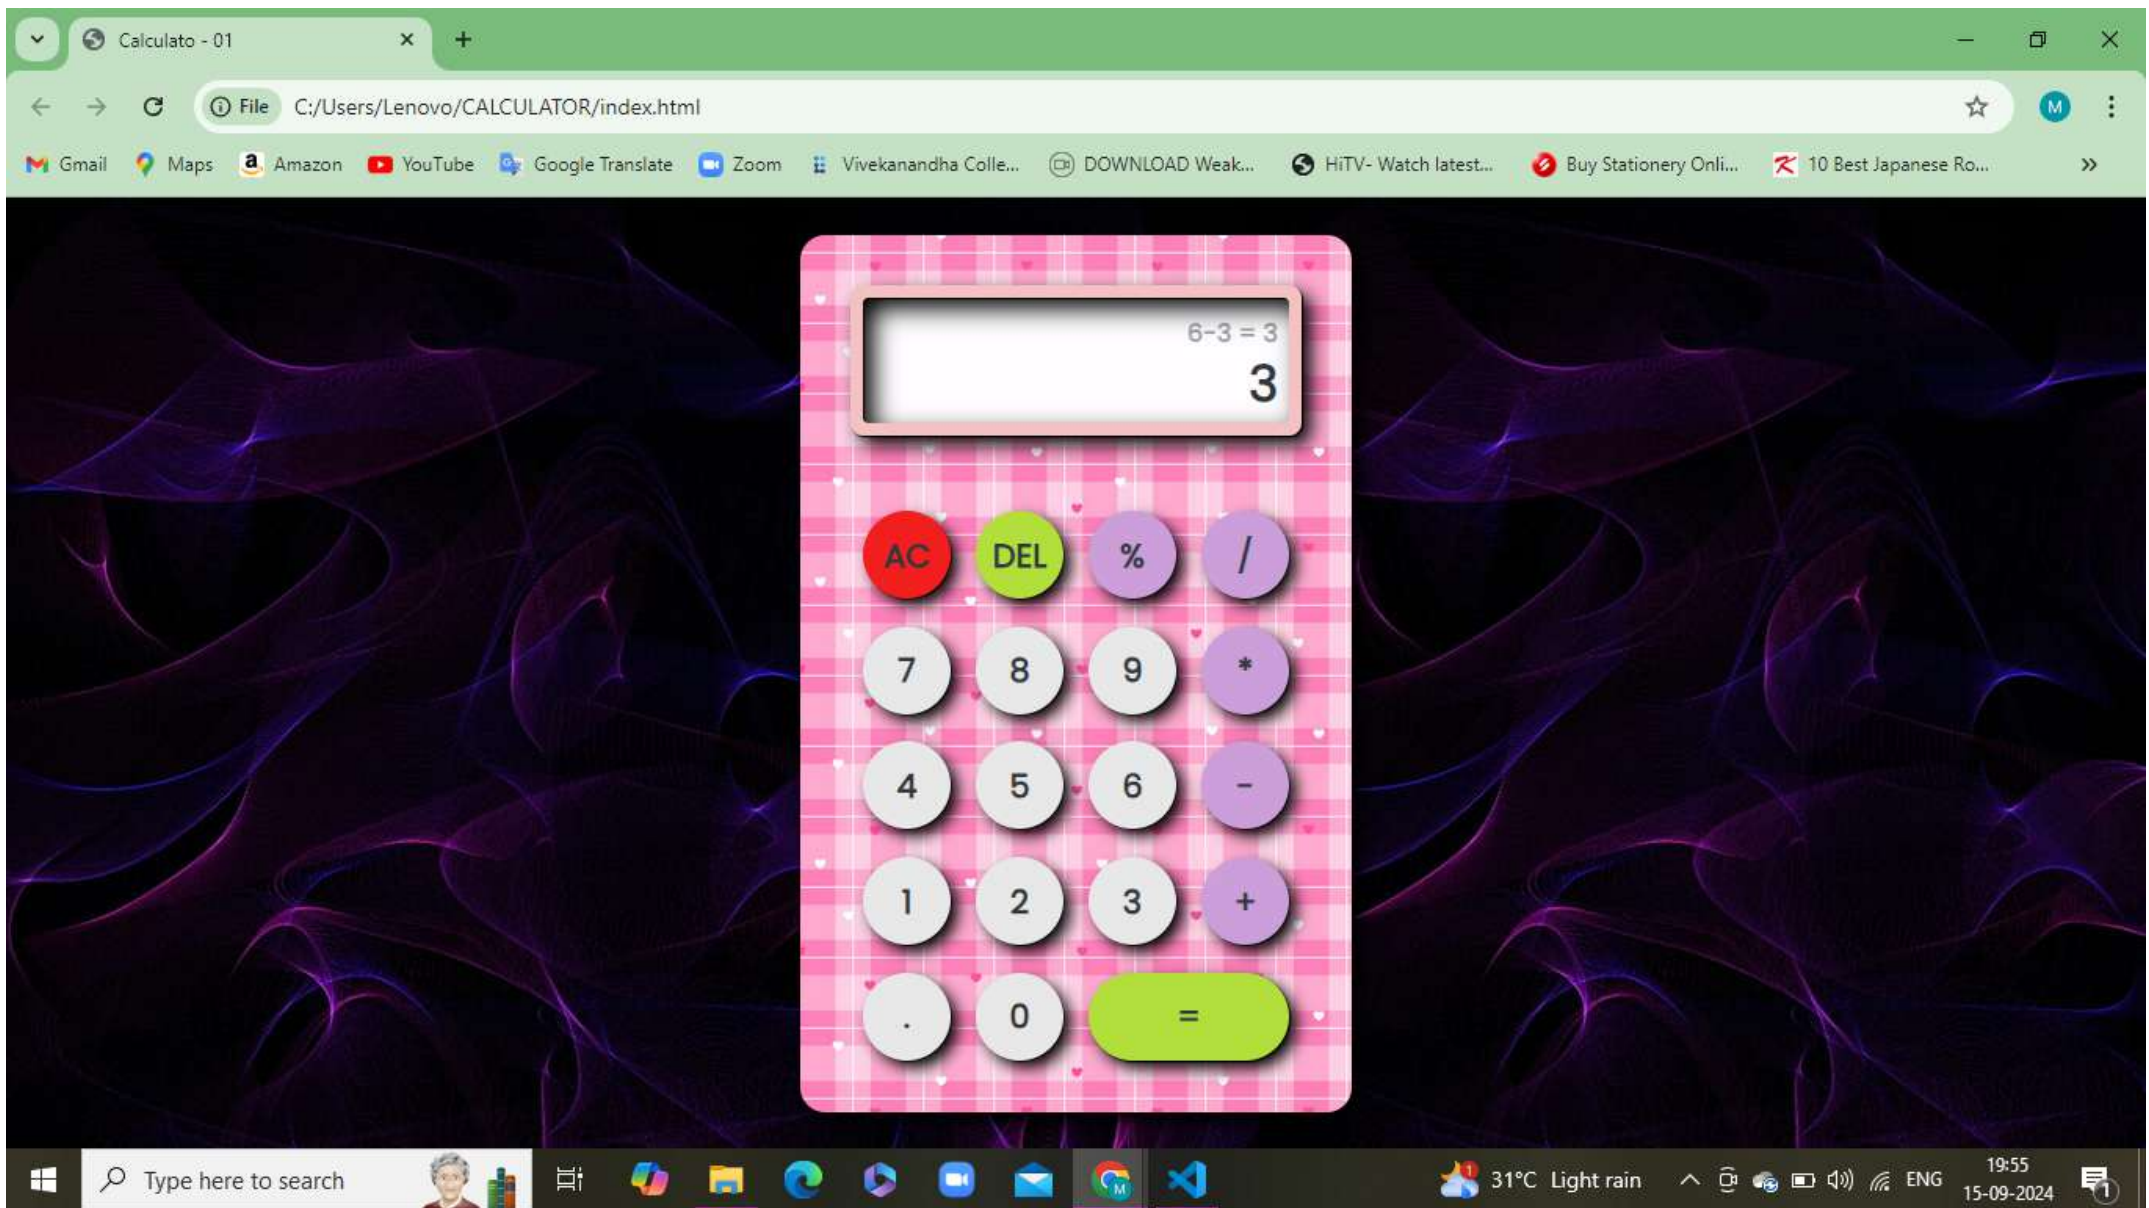 Calculato - 01
File C:/Users/Lenovo/CALCULATOR/index.html
M
Gmail Maps Amazon YouTube Google Translate Zoom Vivekanandha Colle... DOWNLOAD Weak... HiTV- Watch latest... Buy Stationery Onli... 10 Best Japanese Ro... »
6-3 = 3
3
AC DEL % /
7 8 9 *
4 5 6 -
1 2 3 +
. 0 =
Type here to search
31°C Light rain ENG
19:55
15-09-2024